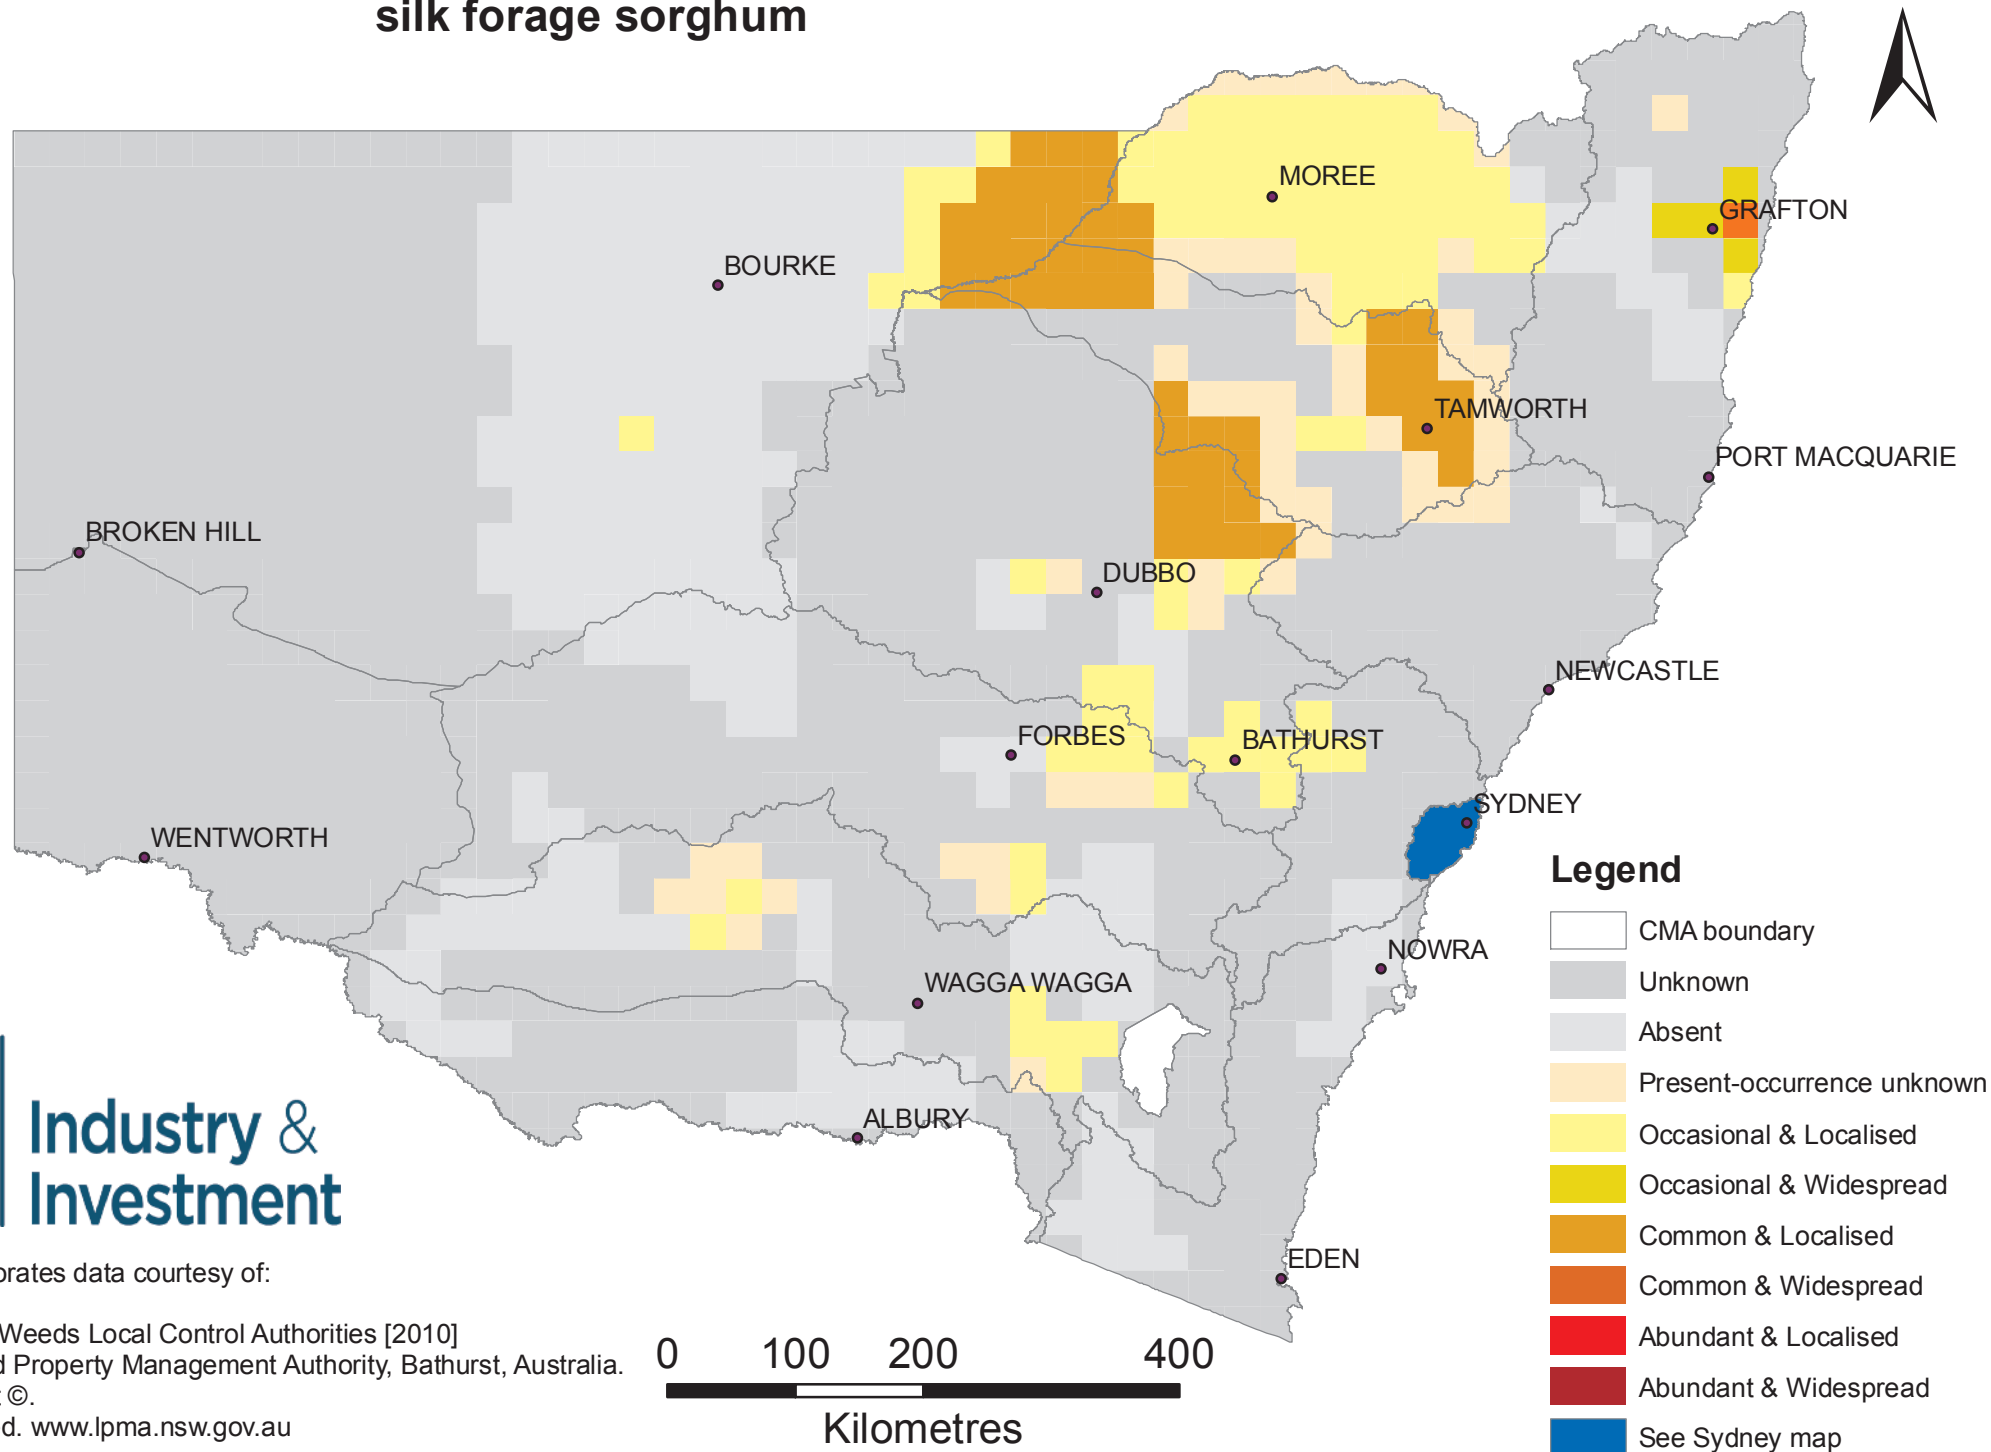 silk forage sorghum
MOREE
GRAFTON
BOURKE
TAMWORTH
PORT MACQUARIE
BROKEN HILL
DUBBO
NEWCASTLE
FORBES
BATHURST
SYDNEY
WENTWORTH
NOWRA
WAGGA WAGGA
ALBURY
EDEN
Legend
CMA boundary
Unknown
Absent
Present-occurrence unknown
Occasional & Localised
Occasional & Widespread
Common & Localised
Common & Widespread
Abundant & Localised
Abundant & Widespread
See Sydney map
Industry &
Investment
data courtesy of:
Weeds Local Control Authorities [2010]
Property Management Authority, Bathurst, Australia.
©.
www.lpma.nsw.gov.au
0 100 200 400
Kilometres